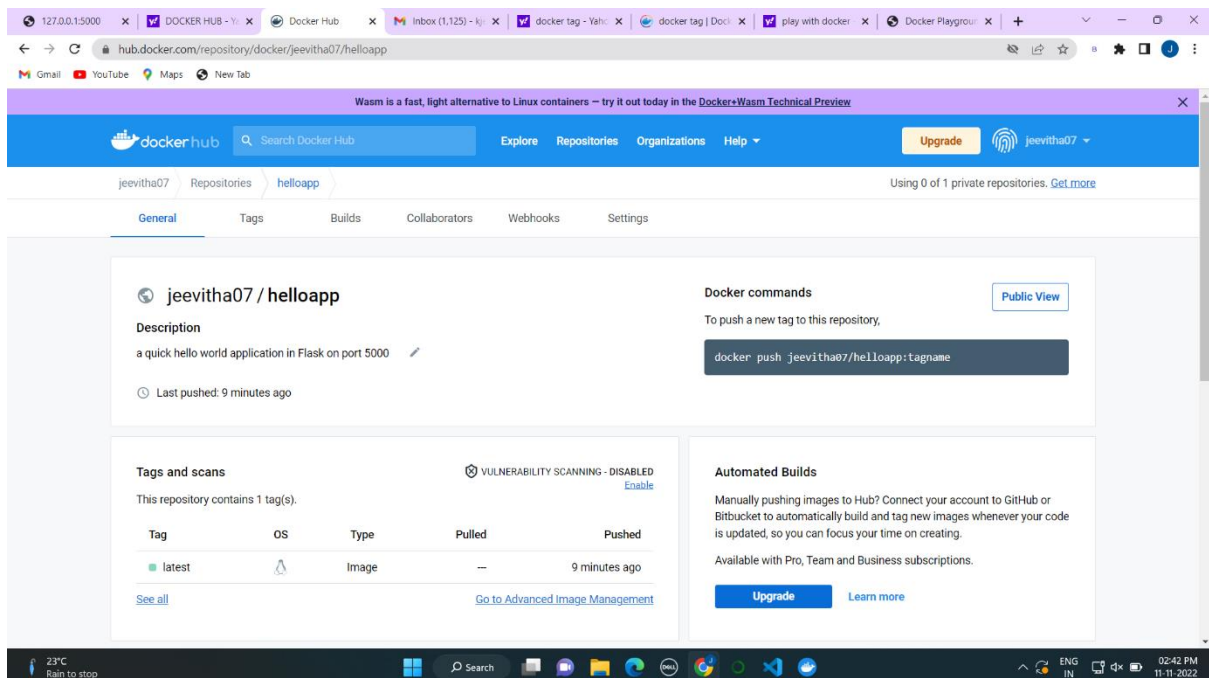 127.0.0.1:5000
DOCKER HUB - Y
Docker Hub
Inbox (1,125) - kj
docker tag - Yah
docker tag | Doc
play with docker
Docker Playgrour
hub.docker.com/repository/docker/jeevitha07/helloapp
Gmail YouTube Maps New Tab
Wasm is a fast, light alternative to Linux containers — try it out today in the Docker+Wasm Technical Preview
dockerhub Search Docker Hub Explore Repositories Organizations Help Upgrade jeevitha07
jeevitha07 Repositories helloapp Using 0 of 1 private repositories. Get more
General Tags Builds Collaborators Webhooks Settings
jeevitha07 / helloapp
Description
a quick hello world application in Flask on port 5000
Last pushed: 9 minutes ago
Docker commands
Public View
To push a new tag to this repository,
docker push jeevitha07/helloapp:tagname
Tags and scans
VULNERABILITY SCANNING - DISABLED
Enable
This repository contains 1 tag(s).
Tag OS Type Pulled Pushed
latest Image --- 9 minutes ago
See all Go to Advanced Image Management
Automated Builds
Manually pushing images to Hub? Connect your account to GitHub or
Bitbucket to automatically build and tag new images whenever your code
is updated, so you can focus your time on creating.
Available with Pro, Team and Business subscriptions.
Upgrade Learn more
23°C
Rain to stop
Search
DELL
ENG
IN
02:42 PM
11-11-2022